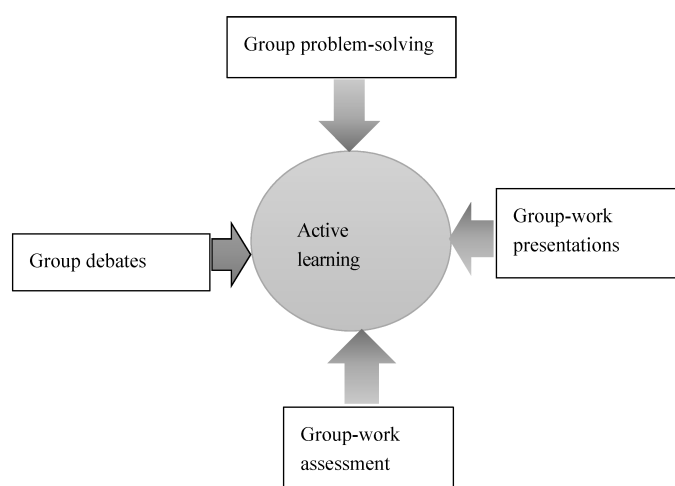 Group problem-solving
Group-work
presentations
Active
learning
Group debates
Group-work
assessment